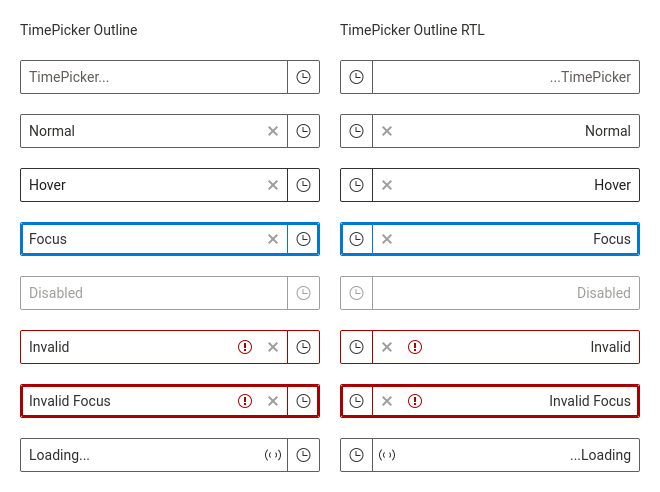 TimePicker Outline
TimePicker...
Normal
Hover
Focus
Disabled
Invalid
Invalid Focus
Loading...
TimePicker Outline RTL
...TimePicker
Normal
Hover
Focus
Disabled
Invalid
Invalid Focus
...Loading